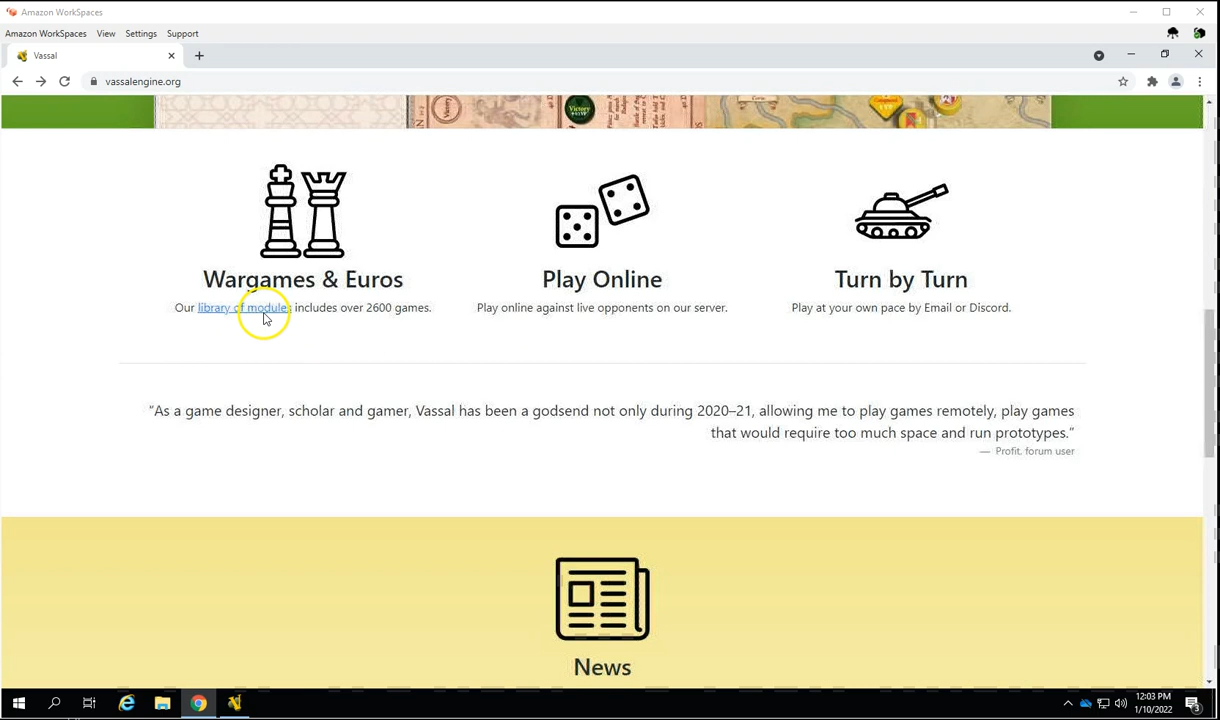 Amazon WorkSpaces
Amazon WorkSpaces View Settings Support
Vassal
vassalengine.org
Victory
Victory
Corps
Wargames & Euros
Play Online
Turn by Turn
Our library of modules includes over 2600 games.
Play online against live opponents on our server.
Play at your own pace by Email or Discord.
“As a game designer, scholar and gamer, Vassal has been a godsend not only during 2020–21, allowing me to play games remotely, play games
that would require too much space and run prototypes.”
— Profit, forum user
News
12:03 PM
1/10/2022
3